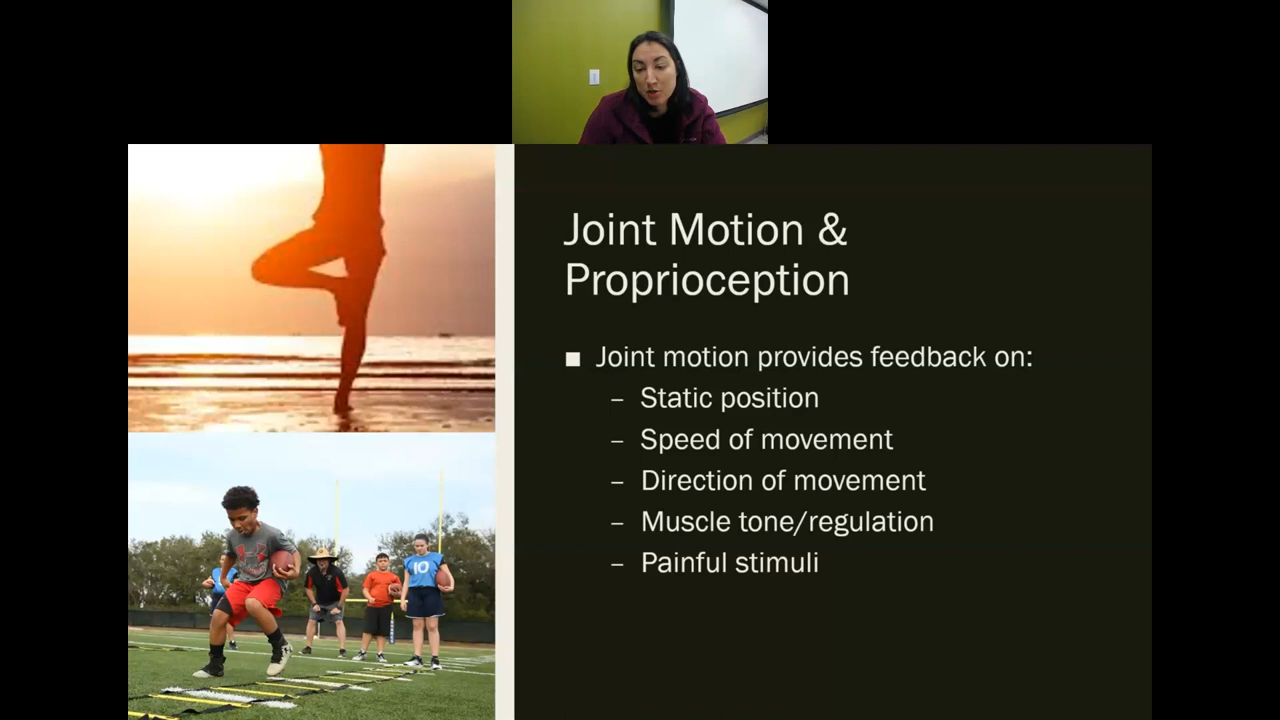 Joint Motion &
Proprioception
■ Joint motion provides feedback on:
– Static position
– Speed of movement
– Direction of movement
– Muscle tone/regulation
– Painful stimuli
10